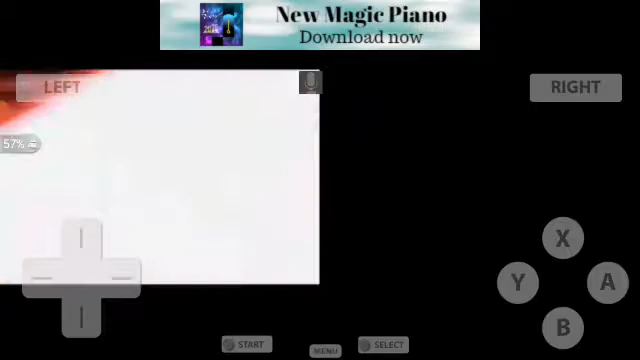 New Magic Piano
Download now
LEFT
RIGHT
57%
X
Y
A
B
START
MENU
SELECT